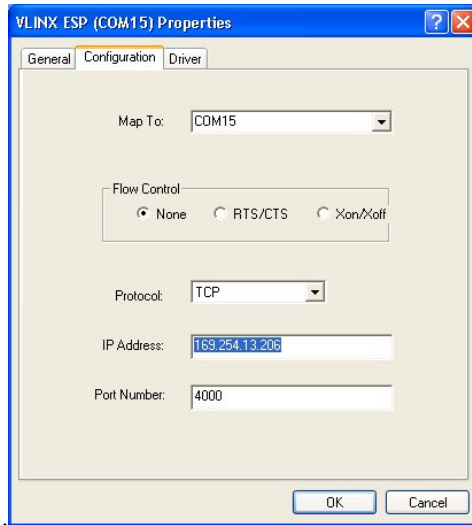 VLINX ESP (COM15) Properties
General Configuration Driver
Map To: COM15
Flow Control
None RTS/CTS Xon/Xoff
Protocol: TCP
IP Address: 169.254.13.206
Port Number: 4000
OK Cancel